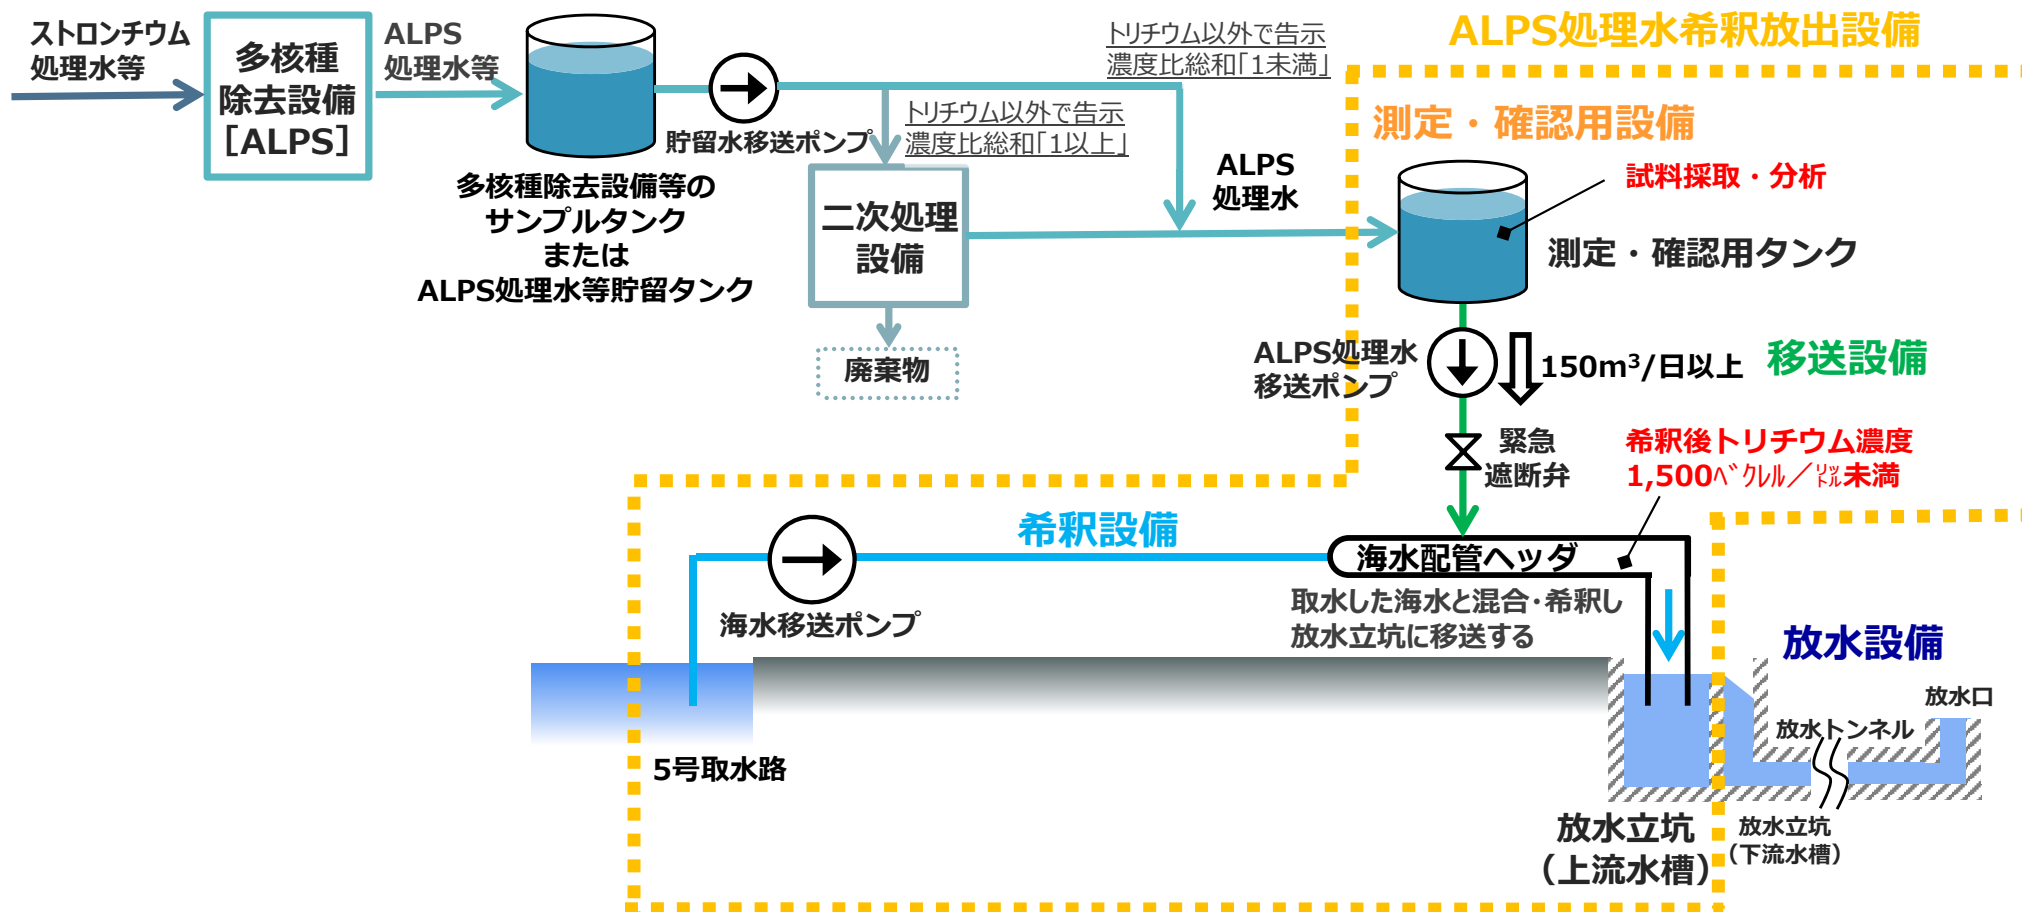 ストロンチウム
処理水等
多核種
除去設備
［ALPS］
ALPS
処理水等
貯留水移送ポンプ
多核種除去設備等の
サンプルタンク
または
ALPS処理水等貯留タンク
トリチウム以外で告示
濃度比総和「1未満」
トリチウム以外で告示
濃度比総和「1以上」
二次処理
設備
廃棄物
ALPS
処理水
ALPS処理水希釈放出設備
測定・確認用設備
試料採取・分析
測定・確認用タンク
ALPS処理水
移送ポンプ
150m³/日以上
移送設備
緊急
遮断弁
希釈後トリチウム濃度
1,500ﾍﾞｸﾚﾙ／㍑未満
希釈設備
海水配管ヘッダ
海水移送ポンプ
取水した海水と混合･希釈し
放水立坑に移送する
放水設備
放水口
放水トンネル
5号取水路
放水立坑
（上流水槽）
放水立坑
（下流水槽）